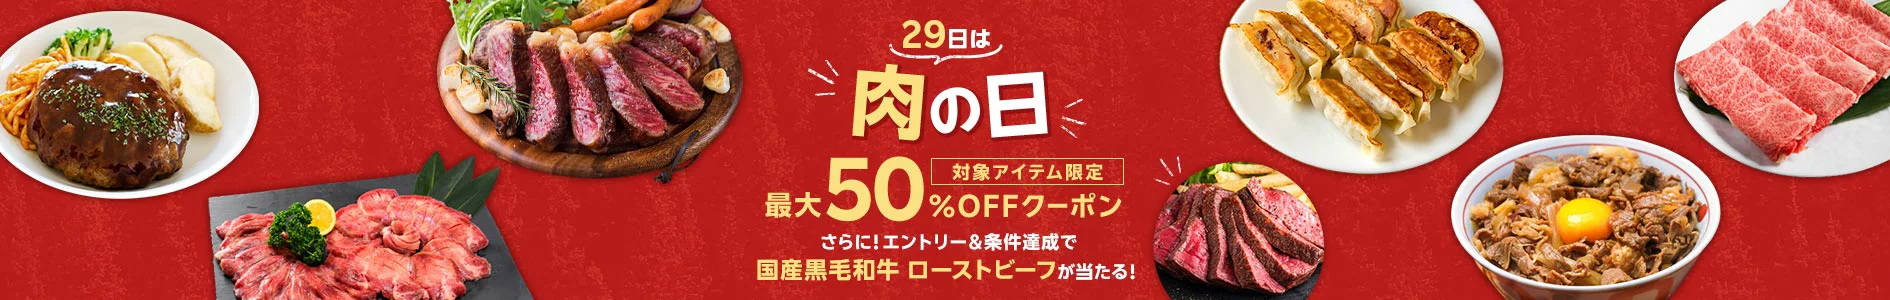 29日は
肉の日
対象アイテム限定
最大50%OFFクーポン
さらに!エントリー&条件達成で
国産黒毛和牛 ローストビーフが当たる!